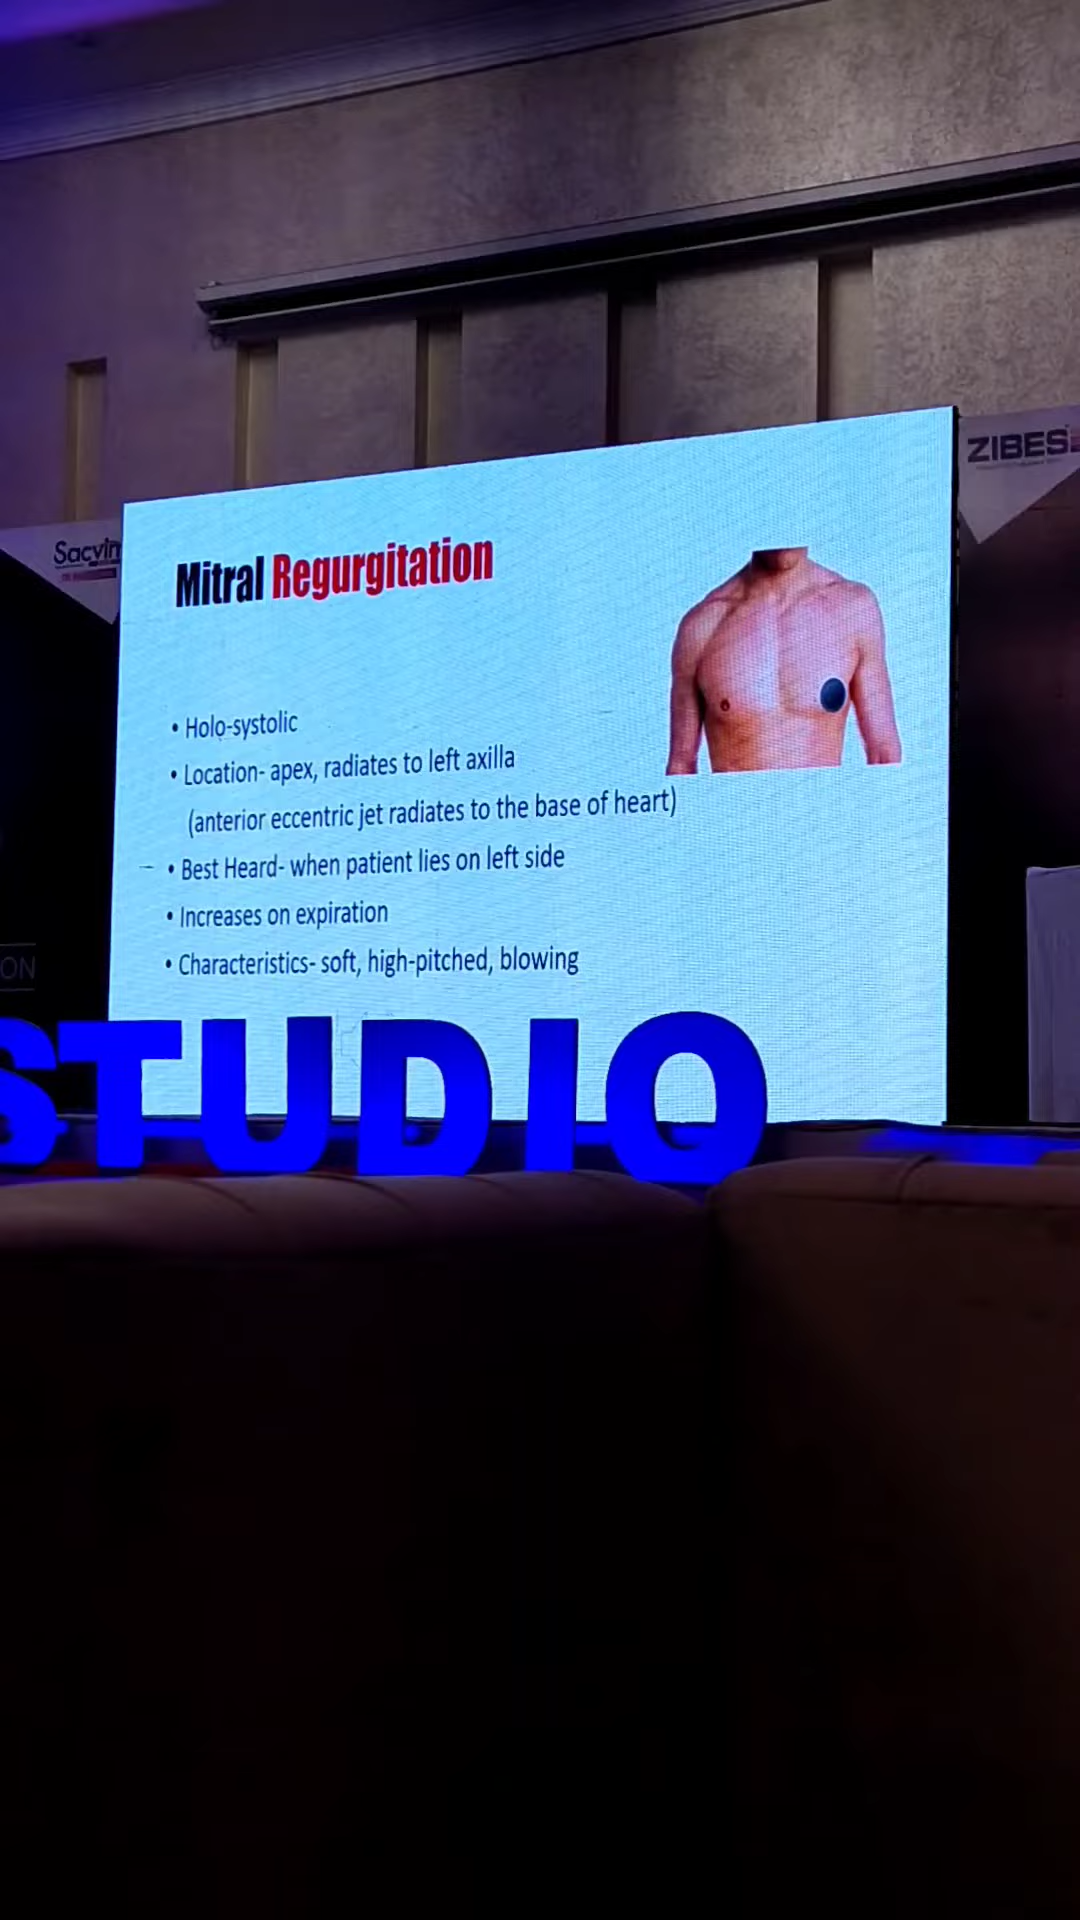 ZIBES
Sacvin
Mitral Regurgitation
• Holo-systolic
• Location- apex, radiates to left axilla
(anterior eccentric jet radiates to the base of heart)
• Best Heard- when patient lies on left side
• Increases on expiration
• Characteristics- soft, high-pitched, blowing
ON
STUDIO